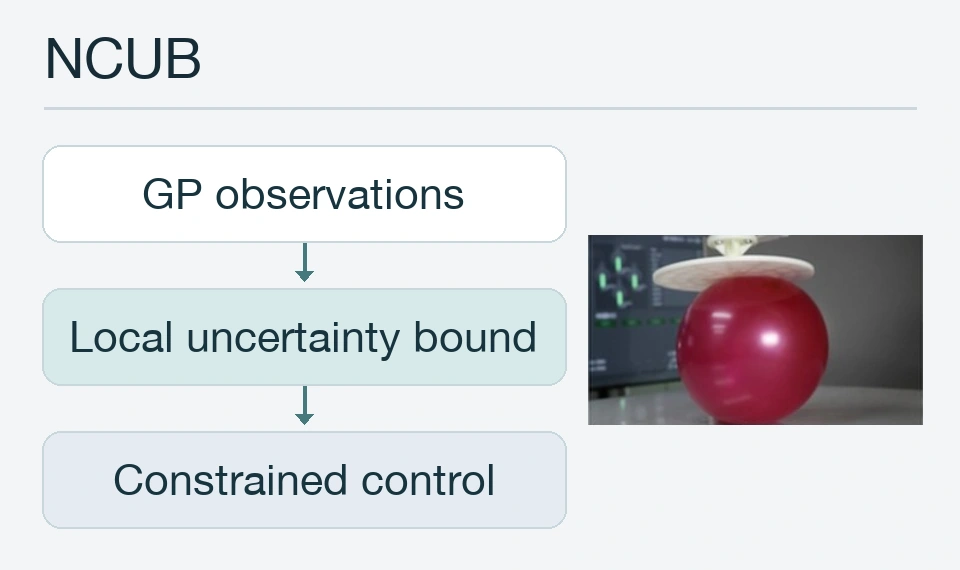 NCUB
GP observations
Local uncertainty bound
Constrained control